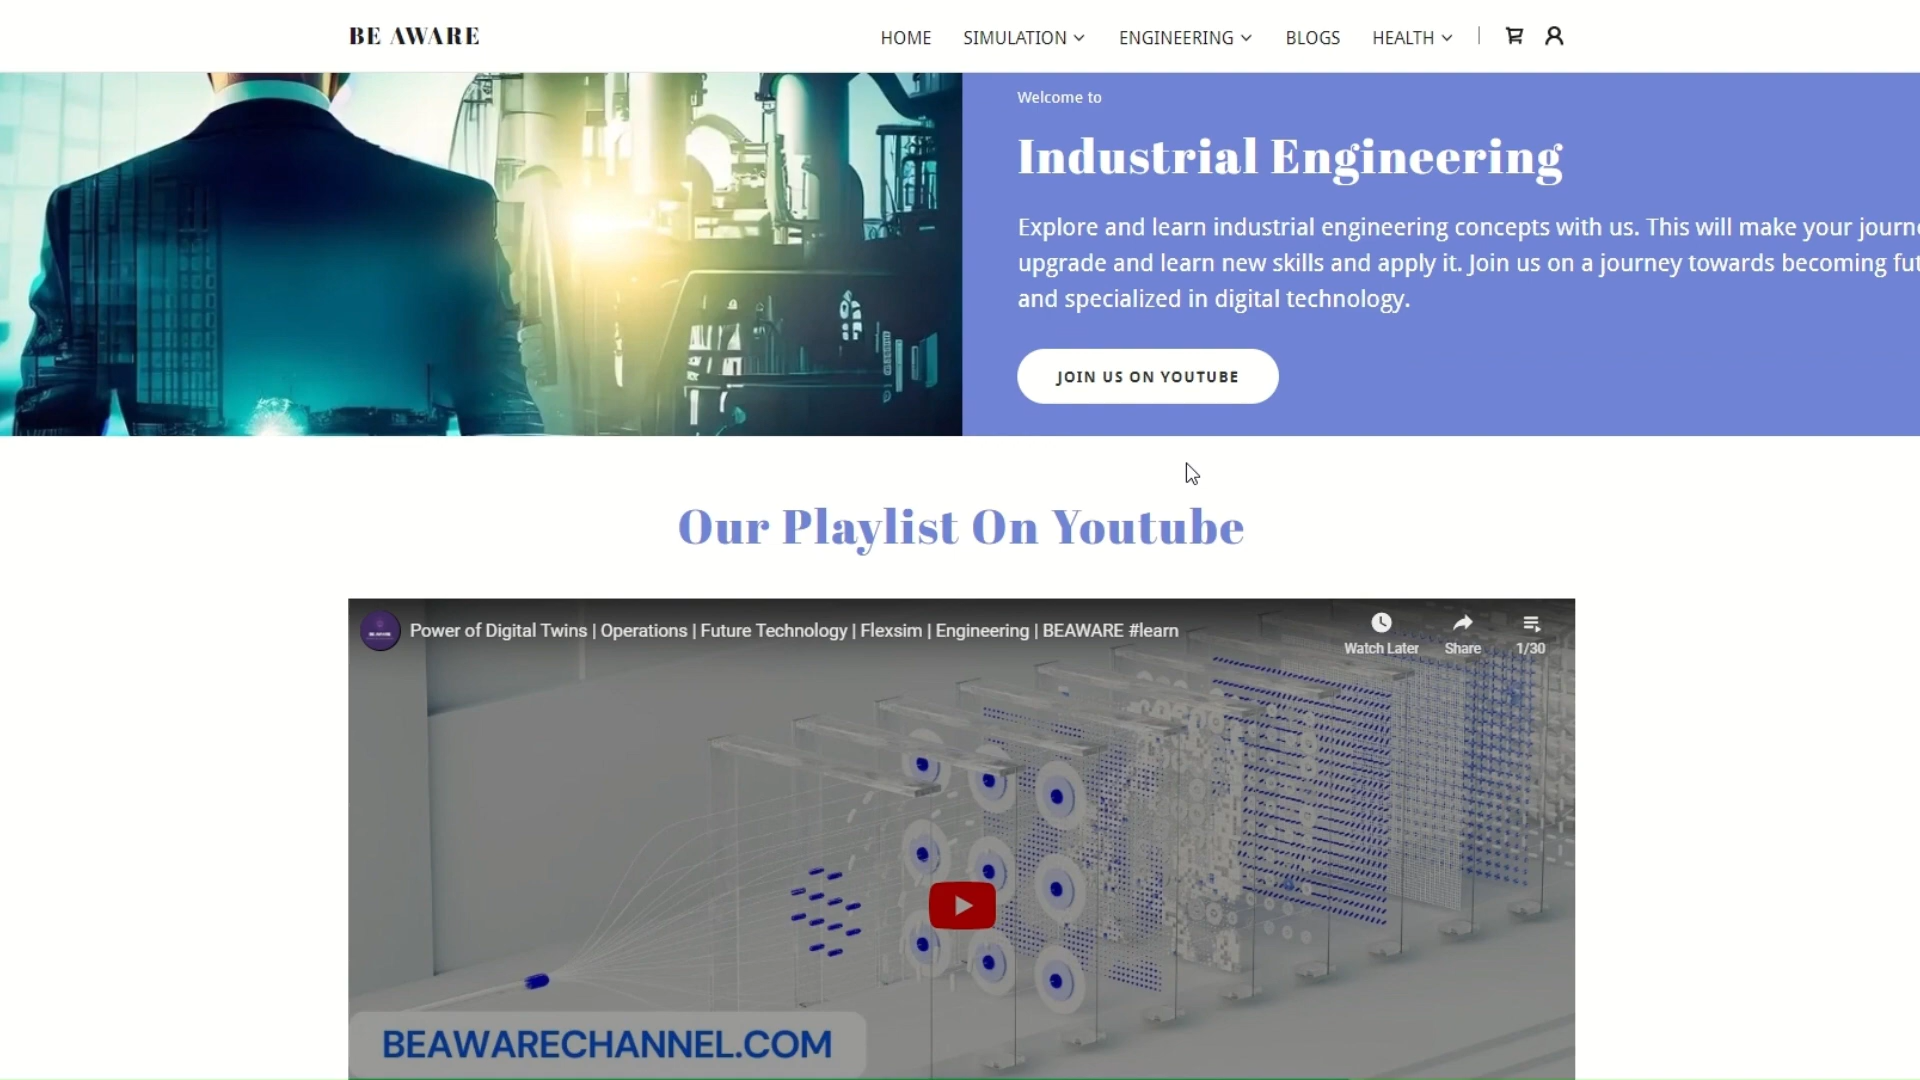 BE AWARE
HOME SIMULATION ENGINEERING BLOGS HEALTH
Welcome to
Industrial Engineering
Explore and learn industrial engineering concepts with us. This will make your
upgrade and learn new skills and apply it. Join us on a journey towards becoming
and specialized in digital technology.
JOIN US ON YOUTUBE
Our Playlist On Youtube
Power of Digital Twins | Operations | Future Technology | Flexsim | Engineering | BEAWARE #learn
Watch Later
Share
1/30
BEAWARECHANNEL.COM